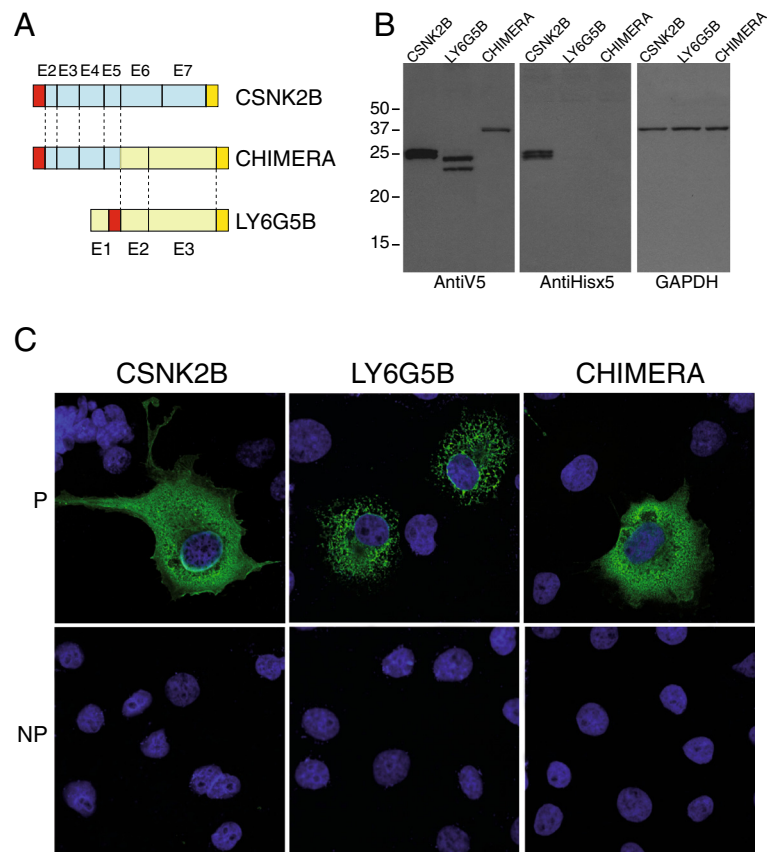 A
E2 E3 E4 E5 E6 E7
CSNK2B
CHIMERA
LY6G5B
E1 E2 E3
B
CSNK2B LY6G5B CHIMERA CSNK2B LY6G5B CHIMERA CSNK2B LY6G5B CHIMERA
50
37
25
20
15
AntiV5 AntiHisx5 GAPDH
C
CSNK2B LY6G5B CHIMERA
P
NP